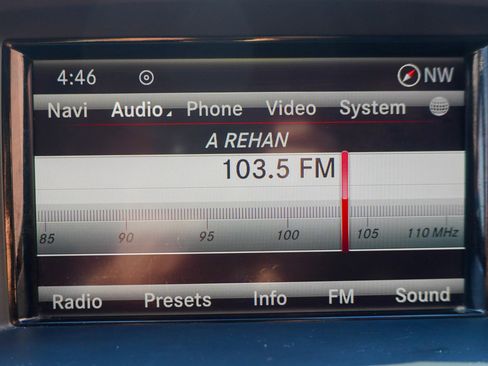 4:46 NW
Navi Audio Phone Video System
A REHAN
103.5 FM
85 90 95 100 105 110 MHz
Radio Presets Info FM Sound